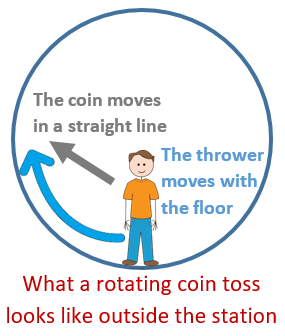 The coin moves
in a straight line
The thrower
moves with
the floor
What a rotating coin toss
looks like outside the station